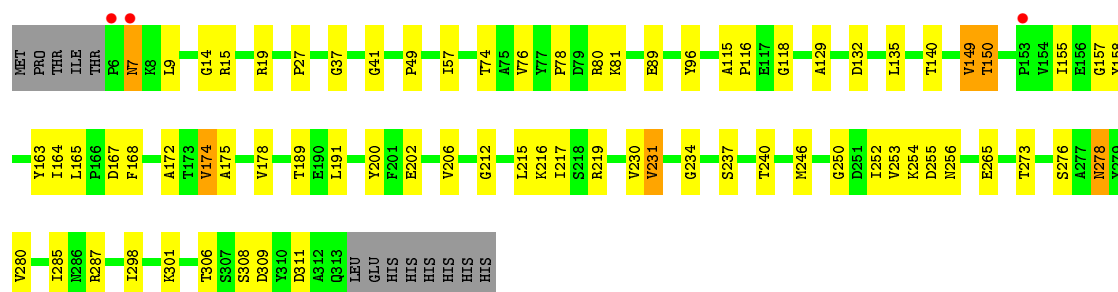 MET PRO THR ILE THR P6 N7 K8 L9 G14 R15 R19 P27 G37 G41 P49 I57 T74 A75 V76 Y77 P78 D79 R80 K81 E89 Y96 A115 P116 E117 G118 A129 D132 L135 T140 V149 T150 P153 V154 I155 E156 G157 Y158
Y163 I164 L165 P166 D167 F168 A172 T173 V174 A175 V178 T189 E190 L191 Y200 F201 E202 V206 G212 L215 K216 I217 S218 R219 V230 V231 G234 S237 T240 M246 G250 D251 I252 V253 K254 D255 N256 E265 T273 S276 A277 N278 Y279
V280 I285 N286 R287 I298 K301 T306 S307 S308 D309 Y310 D311 A312 Q313 LEU GLU HIS HIS HIS HIS HIS HIS